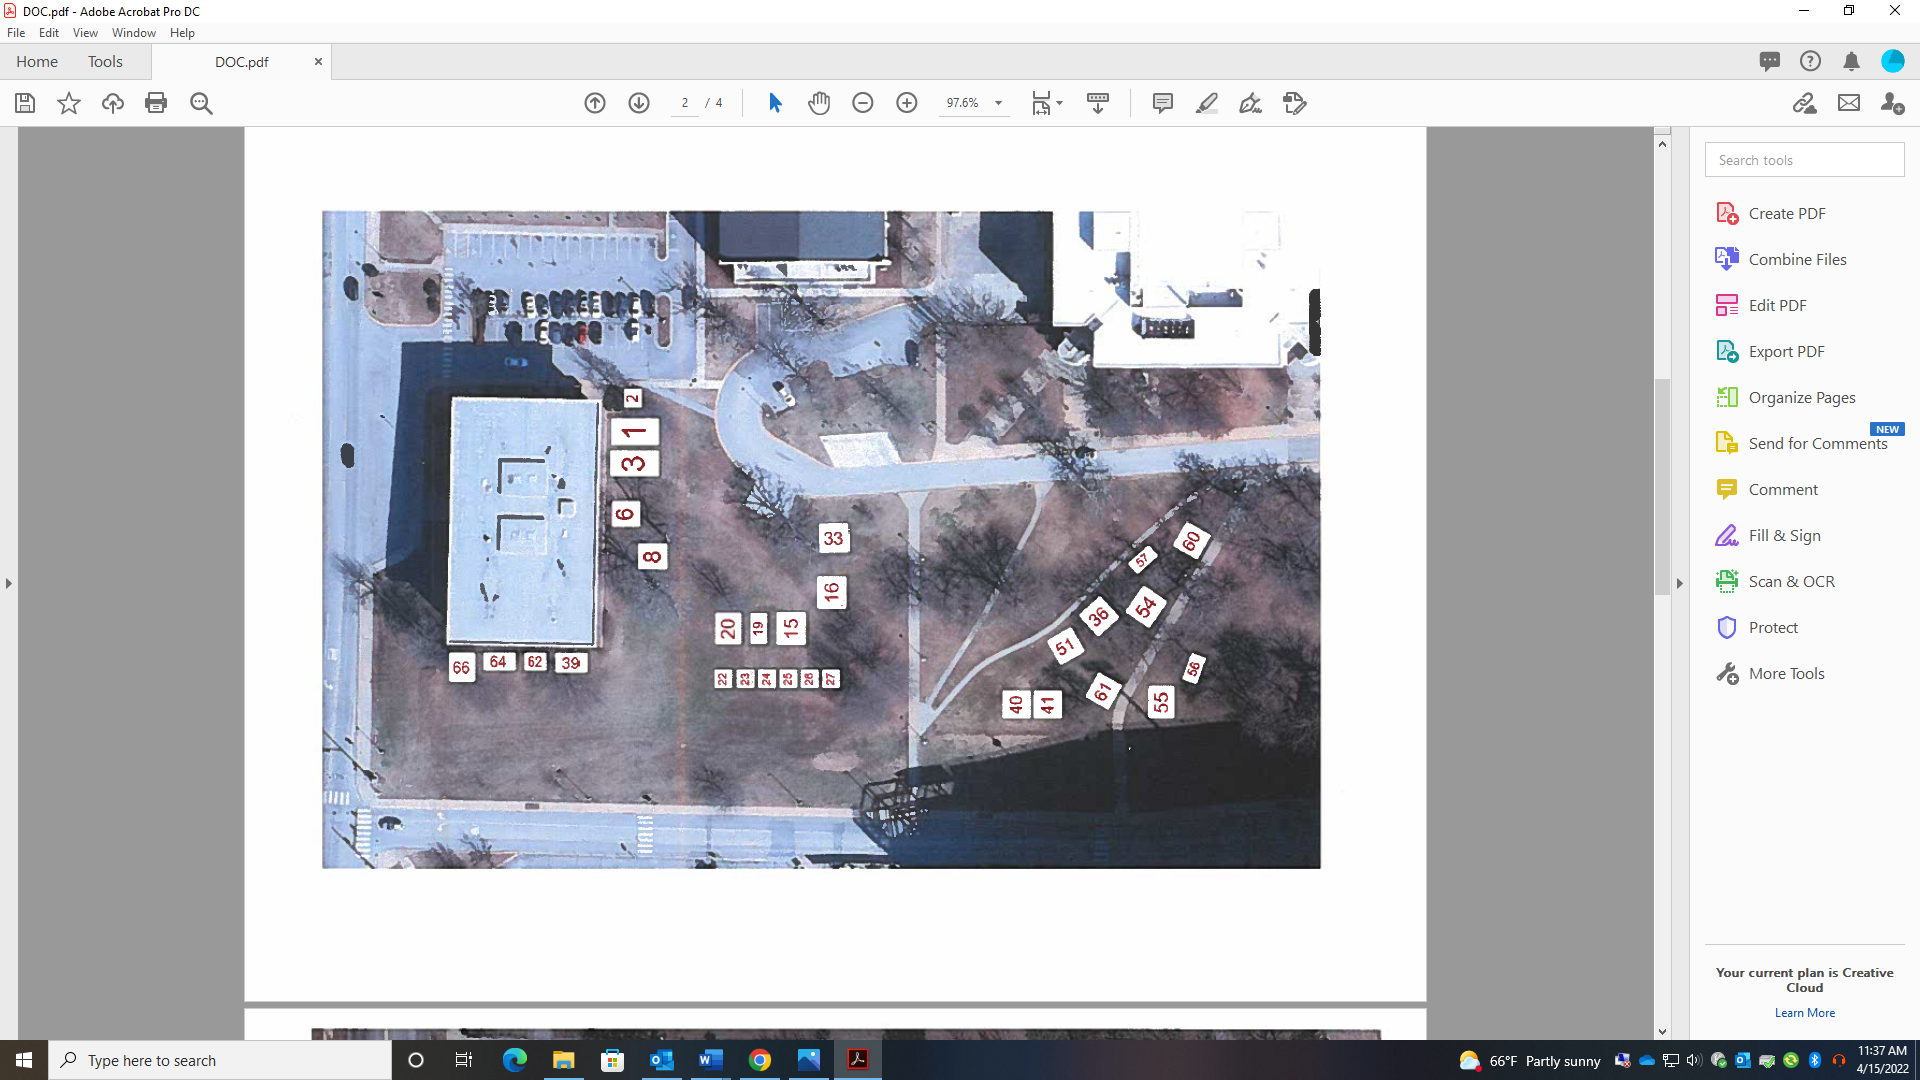 DOC.pdf - Adobe Acrobat Pro DC
File Edit View Window Help
Home Tools DOC.pdf
2 / 4 97.6%
Search tools
Create PDF
Combine Files
Edit PDF
Export PDF
Organize Pages
NEW
Send for Comments
Comment
Fill & Sign
Scan & OCR
Protect
More Tools
Your current plan is Creative
Cloud
Learn More
2
1
3
6
8
33
16
20 19 15
22 23 24 25 26 27
66 64 62 39
60
57
54
36
51
56
61
55
40 41
Type here to search
66°F Partly sunny
11:37 AM
4/15/2022